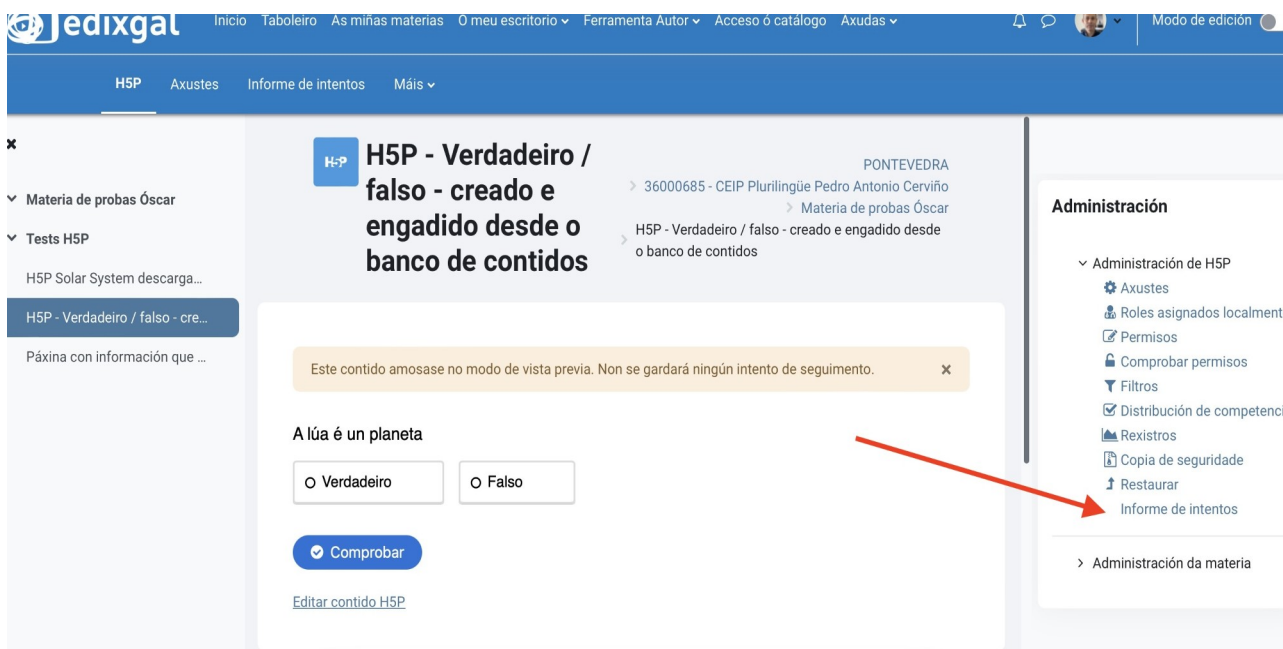 edixgal
Inicio Taboleiro As miñas materias O meu escritorio Ferramenta Autor Acceso ó catálogo Axudas Modo de edición
H5P Axustes Informe de intentos Máis
Materia de probas Óscar
Tests H5P
H5P Solar System descarga...
H5P - Verdadeiro / falso - cre...
Páxina con información que ...
H5P
H5P - Verdadeiro /
falso - creado e
engadido desde o
banco de contidos
PONTEVEDRA
36000685 - CEIP Plurilingüe Pedro Antonio Cerviño
Materia de probas Óscar
H5P - Verdadeiro / falso - creado e engadido desde
o banco de contidos
Este contido amosase no modo de vista previa. Non se gardará ningún intento de seguimento.
A lúa é un planeta
Verdadeiro
Falso
Comprobar
Editar contido H5P
Administración
Administración de H5P
Axustes
Roles asignados localment
Permisos
Comprobar permisos
Filtros
Distribución de competenci
Rexistros
Copia de seguridade
Restaurar
Informe de intentos
Administración da materia